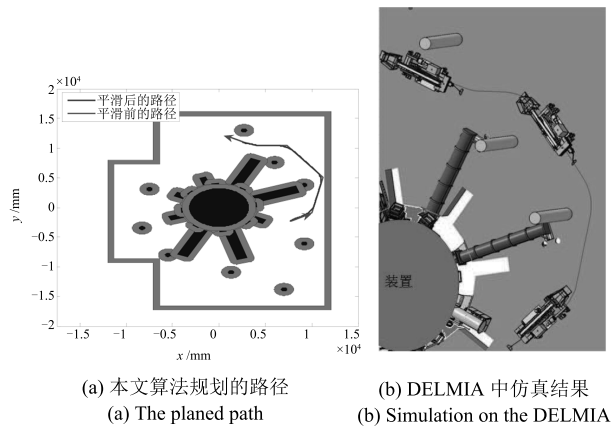 ×10⁴
2
平滑后的路径
平滑前的路径
1.5
1
0.5
0
−0.5
−1
−1.5
−2
y /mm
−1.5 −1 −0.5 0 0.5 1 1.5
×10⁴
x /mm
装置
(a) 本文算法规划的路径
(a) The planed path
(b) DELMIA 中仿真结果
(b) Simulation on the DELMIA